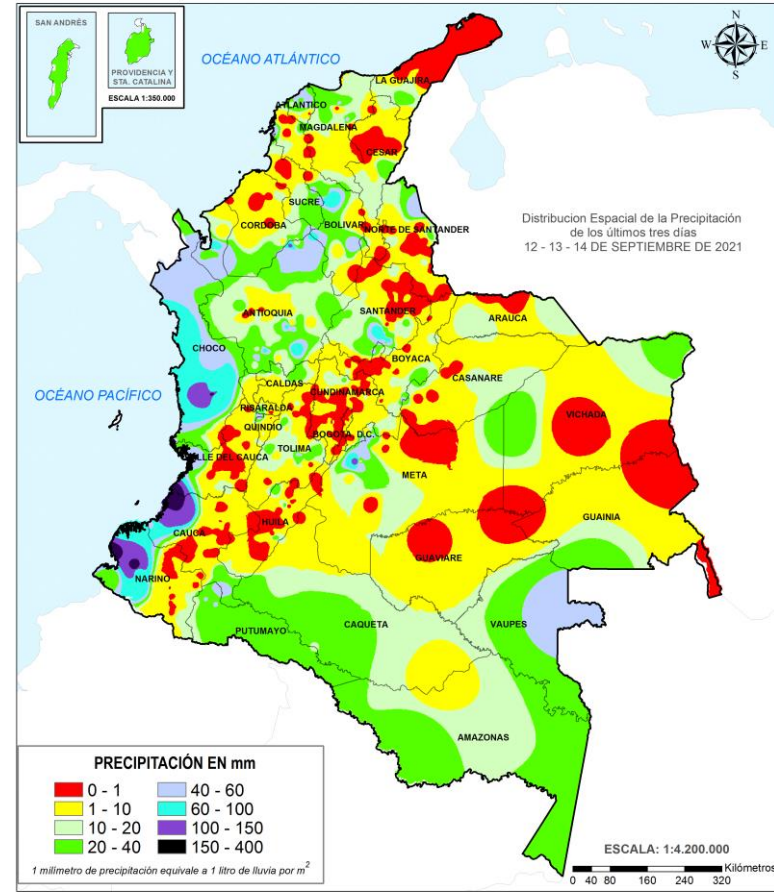 SAN ANDRÉS
PROVIDENCIA Y
STA. CATALINA
ESCALA 1:350.000
OCÉANO ATLÁNTICO
N
W
E
S
LA GUAJIRA
ATLANTICO
MAGDALENA
CESAR
SUCRE
CORDOBA
BOLIVAR
NORTE DE SANTANDER
Distribucion Espacial de la Precipitación
de los últimos tres días
12 - 13 - 14 DE SEPTIEMBRE DE 2021
ANTIOQUIA
SANTANDER
ARAUCA
CHOCO
BOYACA
CASANARE
OCÉANO PACÍFICO
CALDAS
CUNDINAMARCA
RISARALDA
VICHADA
QUINDIO
BOGOTA, D.C.
TOLIMA
VALLE DEL CAUCA
META
GUAINIA
CAUCA
HUILA
GUAVIARE
NARIÑO
PUTUMAYO
CAQUETA
VAUPES
AMAZONAS
PRECIPITACIÓN EN mm
0 - 1
40 - 60
1 - 10
60 - 100
10 - 20
100 - 150
20 - 40
150 - 400
1 milímetro de precipitación equivale a 1 litro de lluvia por m²
ESCALA: 1:4.200.000
Kilómetros
0 40 80 160 240 320